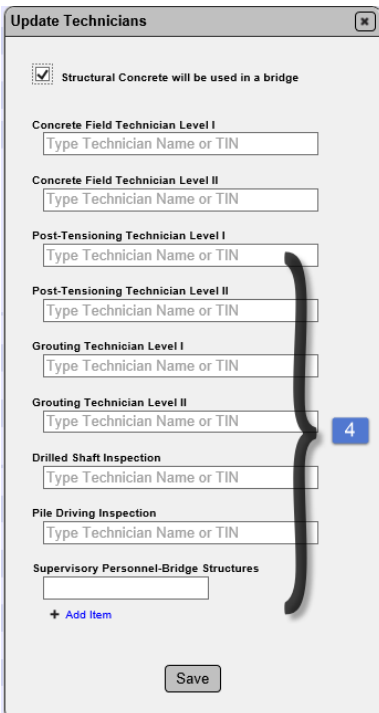 Update Technicians
Structural Concrete will be used in a bridge
Concrete Field Technician Level I
Type Technician Name or TIN
Concrete Field Technician Level II
Type Technician Name or TIN
Post-Tensioning Technician Level I
Type Technician Name or TIN
Post-Tensioning Technician Level II
Type Technician Name or TIN
Grouting Technician Level I
Type Technician Name or TIN
Grouting Technician Level II
Type Technician Name or TIN
4
Drilled Shaft Inspection
Type Technician Name or TIN
Pile Driving Inspection
Type Technician Name or TIN
Supervisory Personnel-Bridge Structures
+ Add Item
Save